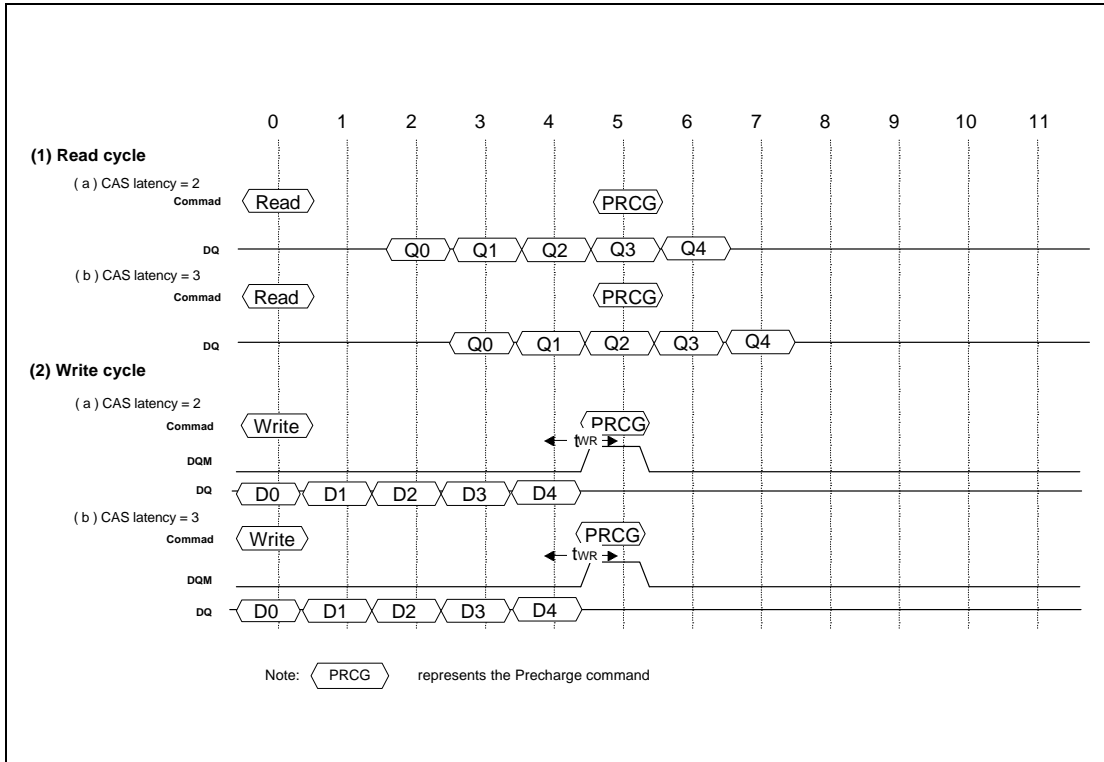 0 1 2 3 4 5 6 7 8 9 10 11
(1) Read cycle
( a ) CAS latency = 2
Commad Read PRCG
DQ Q0 Q1 Q2 Q3 Q4
( b ) CAS latency = 3
Commad Read PRCG
DQ Q0 Q1 Q2 Q3 Q4
(2) Write cycle
( a ) CAS latency = 2
Commad Write PRCG
tWR
DQM
DQ D0 D1 D2 D3 D4
( b ) CAS latency = 3
Commad Write PRCG
tWR
DQM
DQ D0 D1 D2 D3 D4
Note: PRCG represents the Precharge command